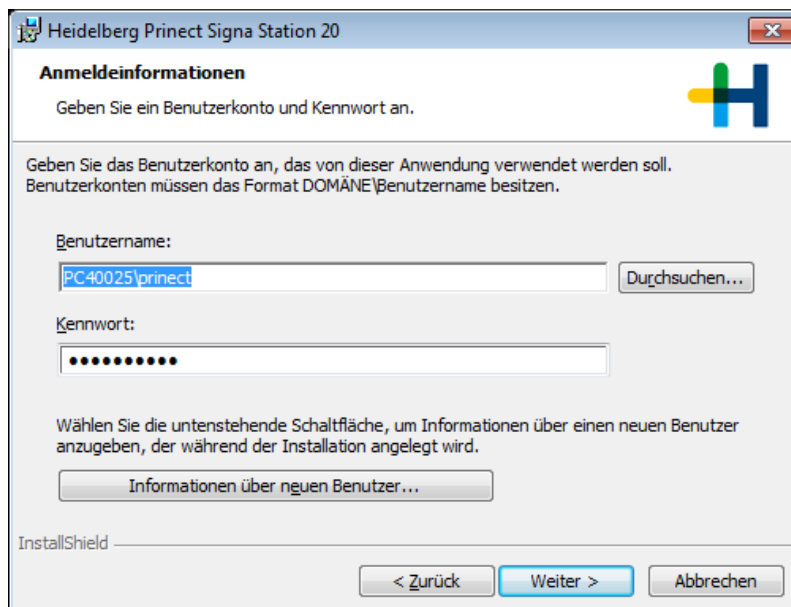 Heidelberg Prinect Signa Station 20
Anmeldeinformationen
Geben Sie ein Benutzerkonto und Kennwort an.
Geben Sie das Benutzerkonto an, das von dieser Anwendung verwendet werden soll.
Benutzerkonten müssen das Format DOMÄNE\Benutzername besitzen.
Benutzername:
PC40025\prinect
Durchsuchen...
Kennwort:
••••••••••
Wählen Sie die untenstehende Schaltfläche, um Informationen über einen neuen Benutzer
anzugeben, der während der Installation angelegt wird.
Informationen über neuen Benutzer...
InstallShield
< Zurück
Weiter >
Abbrechen